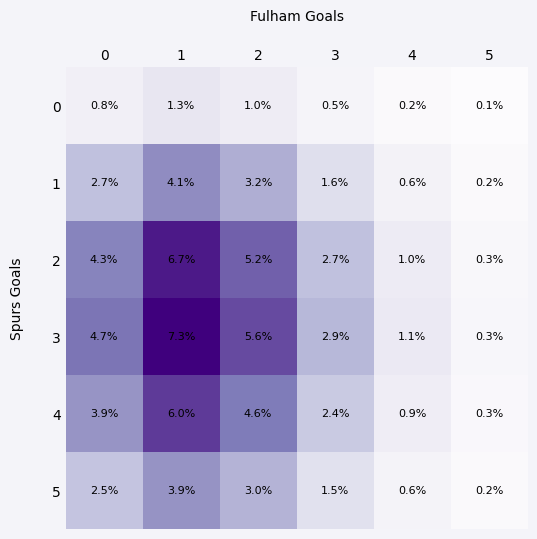 Fulham Goals
0 1 2 3 4 5
0 0.8% 1.3% 1.0% 0.5% 0.2% 0.1%
1 2.7% 4.1% 3.2% 1.6% 0.6% 0.2%
2 4.3% 6.7% 5.2% 2.7% 1.0% 0.3%
3 4.7% 7.3% 5.6% 2.9% 1.1% 0.3%
4 3.9% 6.0% 4.6% 2.4% 0.9% 0.3%
5 2.5% 3.9% 3.0% 1.5% 0.6% 0.2%
Spurs Goals